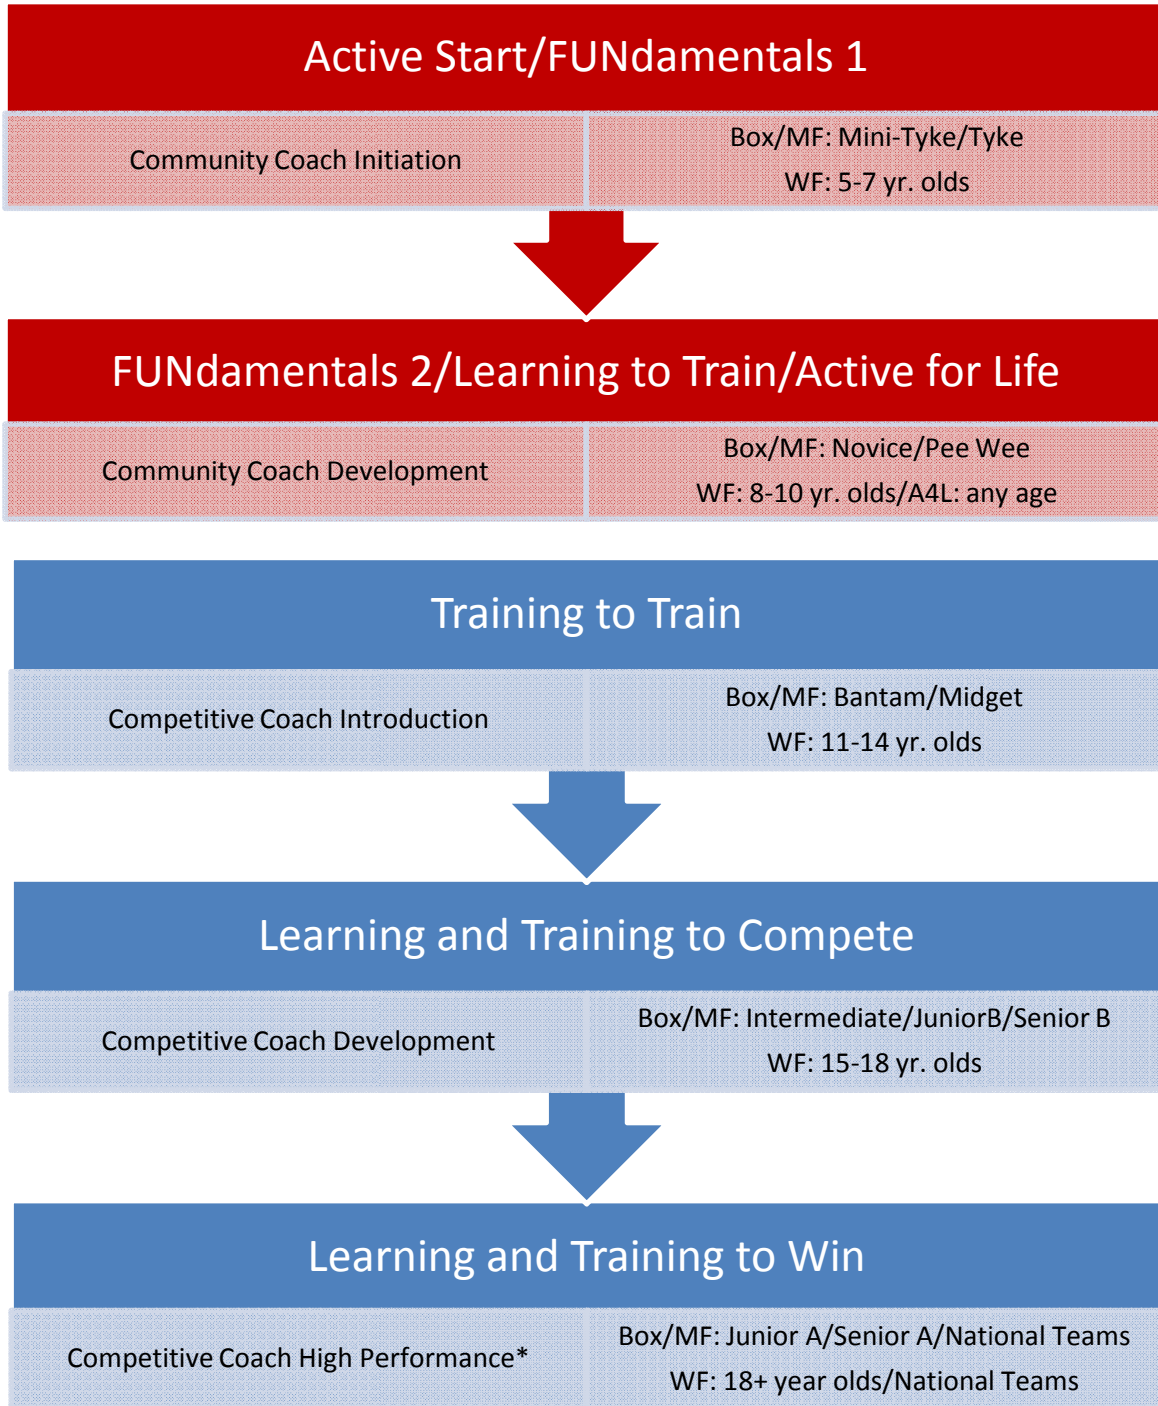 Active Start/FUNdamentals 1
Community Coach Initiation
Box/MF: Mini-Tyke/Tyke
WF: 5-7 yr. olds
FUNdamentals 2/Learning to Train/Active for Life
Community Coach Development
Box/MF: Novice/Pee Wee
WF: 8-10 yr. olds/A4L: any age
Training to Train
Competitive Coach Introduction
Box/MF: Bantam/Midget
WF: 11-14 yr. olds
Learning and Training to Compete
Competitive Coach Development
Box/MF: Intermediate/JuniorB/Senior B
WF: 15-18 yr. olds
Learning and Training to Win
Competitive Coach High Performance*
Box/MF: Junior A/Senior A/National Teams
WF: 18+ year olds/National Teams